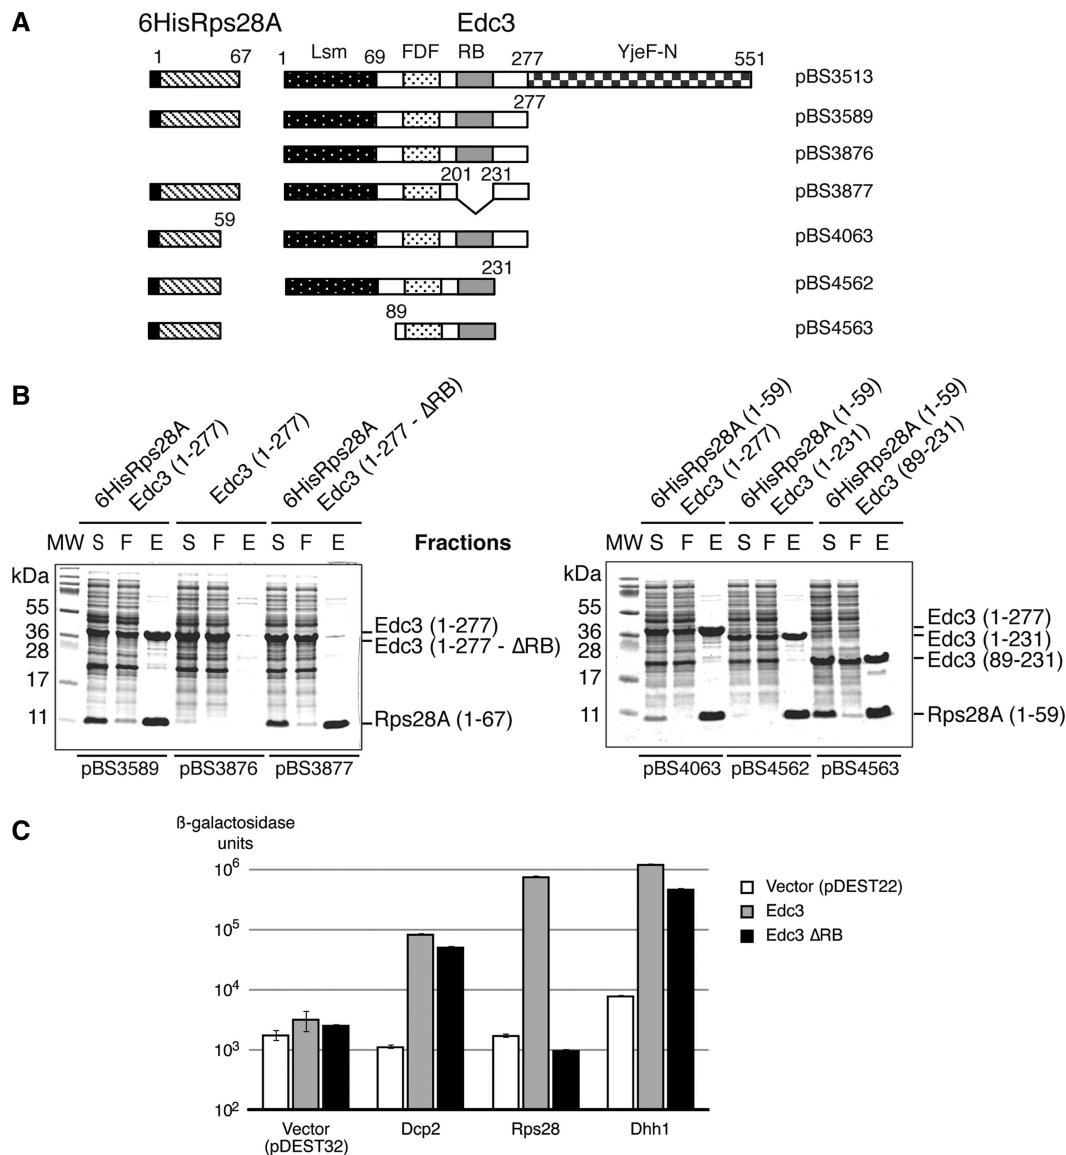 A
6HisRps28A Edc3
1 67 1 Lsm 69 FDF RB 277 YjeF-N 551
pBS3513
277
pBS3589
pBS3876
201 231
pBS3877
59
pBS4063
231
pBS4562
89
pBS4563
B
6HisRps28A
Edc3 (1-277)
Edc3 (1-277)
6HisRps28A
Edc3 (1-277 - ΔRB)
6HisRps28A (1-59)
Edc3 (1-277)
6HisRps28A (1-59)
Edc3 (1-231)
6HisRps28A (1-59)
Edc3 (89-231)
MW S F E S F E S F E Fractions MW S F E S F E S F E
kDa
55
36
28
17
11
Edc3 (1-277)
Edc3 (1-277 - ΔRB)
Rps28A (1-67)
pBS3589 pBS3876 pBS3877
kDa
55
36
28
17
11
Edc3 (1-277)
Edc3 (1-231)
Edc3 (89-231)
Rps28A (1-59)
pBS4063 pBS4562 pBS4563
C
ß-galactosidase
units
10⁶
10⁵
10⁴
10³
10²
Vector (pDEST22)
Edc3
Edc3 ΔRB
Vector
(pDEST32)
Dcp2
Rps28
Dhh1